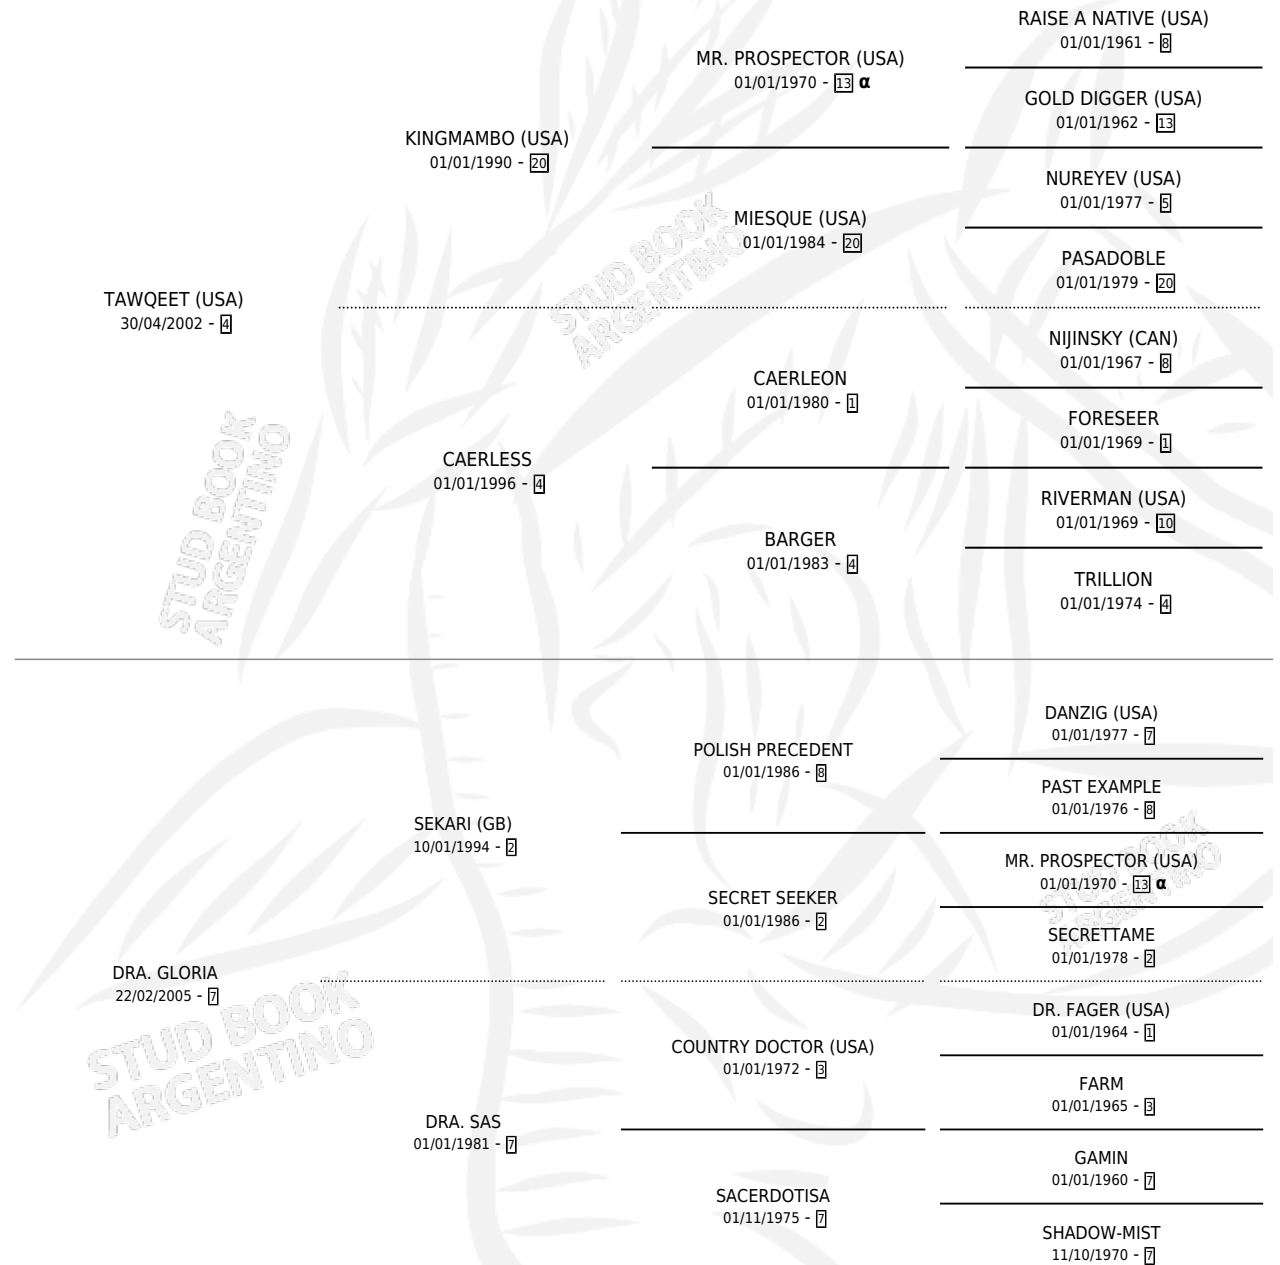 RAISE A NATIVE (USA)
01/01/1961 - 8
MR. PROSPECTOR (USA)
01/01/1970 - 13 α
GOLD DIGGER (USA)
01/01/1962 - 13
KINGMAMBO (USA)
01/01/1990 - 20
NUREYEV (USA)
01/01/1977 - 5
MIESQUE (USA)
01/01/1984 - 20
PASADOBLE
01/01/1979 - 20
STUD BOOK
ARGENTINO
TAWQEET (USA)
30/04/2002 - 4
NIJINSKY (CAN)
01/01/1967 - 8
CAERLEON
01/01/1980 - 1
FORESEER
01/01/1969 - 1
CAERLESS
01/01/1996 - 4
RIVERMAN (USA)
01/01/1969 - 10
BARGER
01/01/1983 - 4
TRILLION
01/01/1974 - 4
STUD BOOK
ARGENTINO
DANZIG (USA)
01/01/1977 - 7
POLISH PRECEDENT
01/01/1986 - 8
PAST EXAMPLE
01/01/1976 - 8
SEKARI (GB)
10/01/1994 - 2
MR. PROSPECTOR (USA)
01/01/1970 - 13 α
STUD BOOK
ARGENTINO
SECRET SEEKER
01/01/1986 - 2
SECRETTAME
01/01/1978 - 2
DRA. GLORIA
22/02/2005 - 7
STUD BOOK
ARGENTINO
DR. FAGER (USA)
01/01/1964 - 1
COUNTRY DOCTOR (USA)
01/01/1972 - 3
FARM
01/01/1965 - 3
DRA. SAS
01/01/1981 - 7
GAMIN
01/01/1960 - 7
SACERDOTISA
01/11/1975 - 7
SHADOW-MIST
11/10/1970 - 7